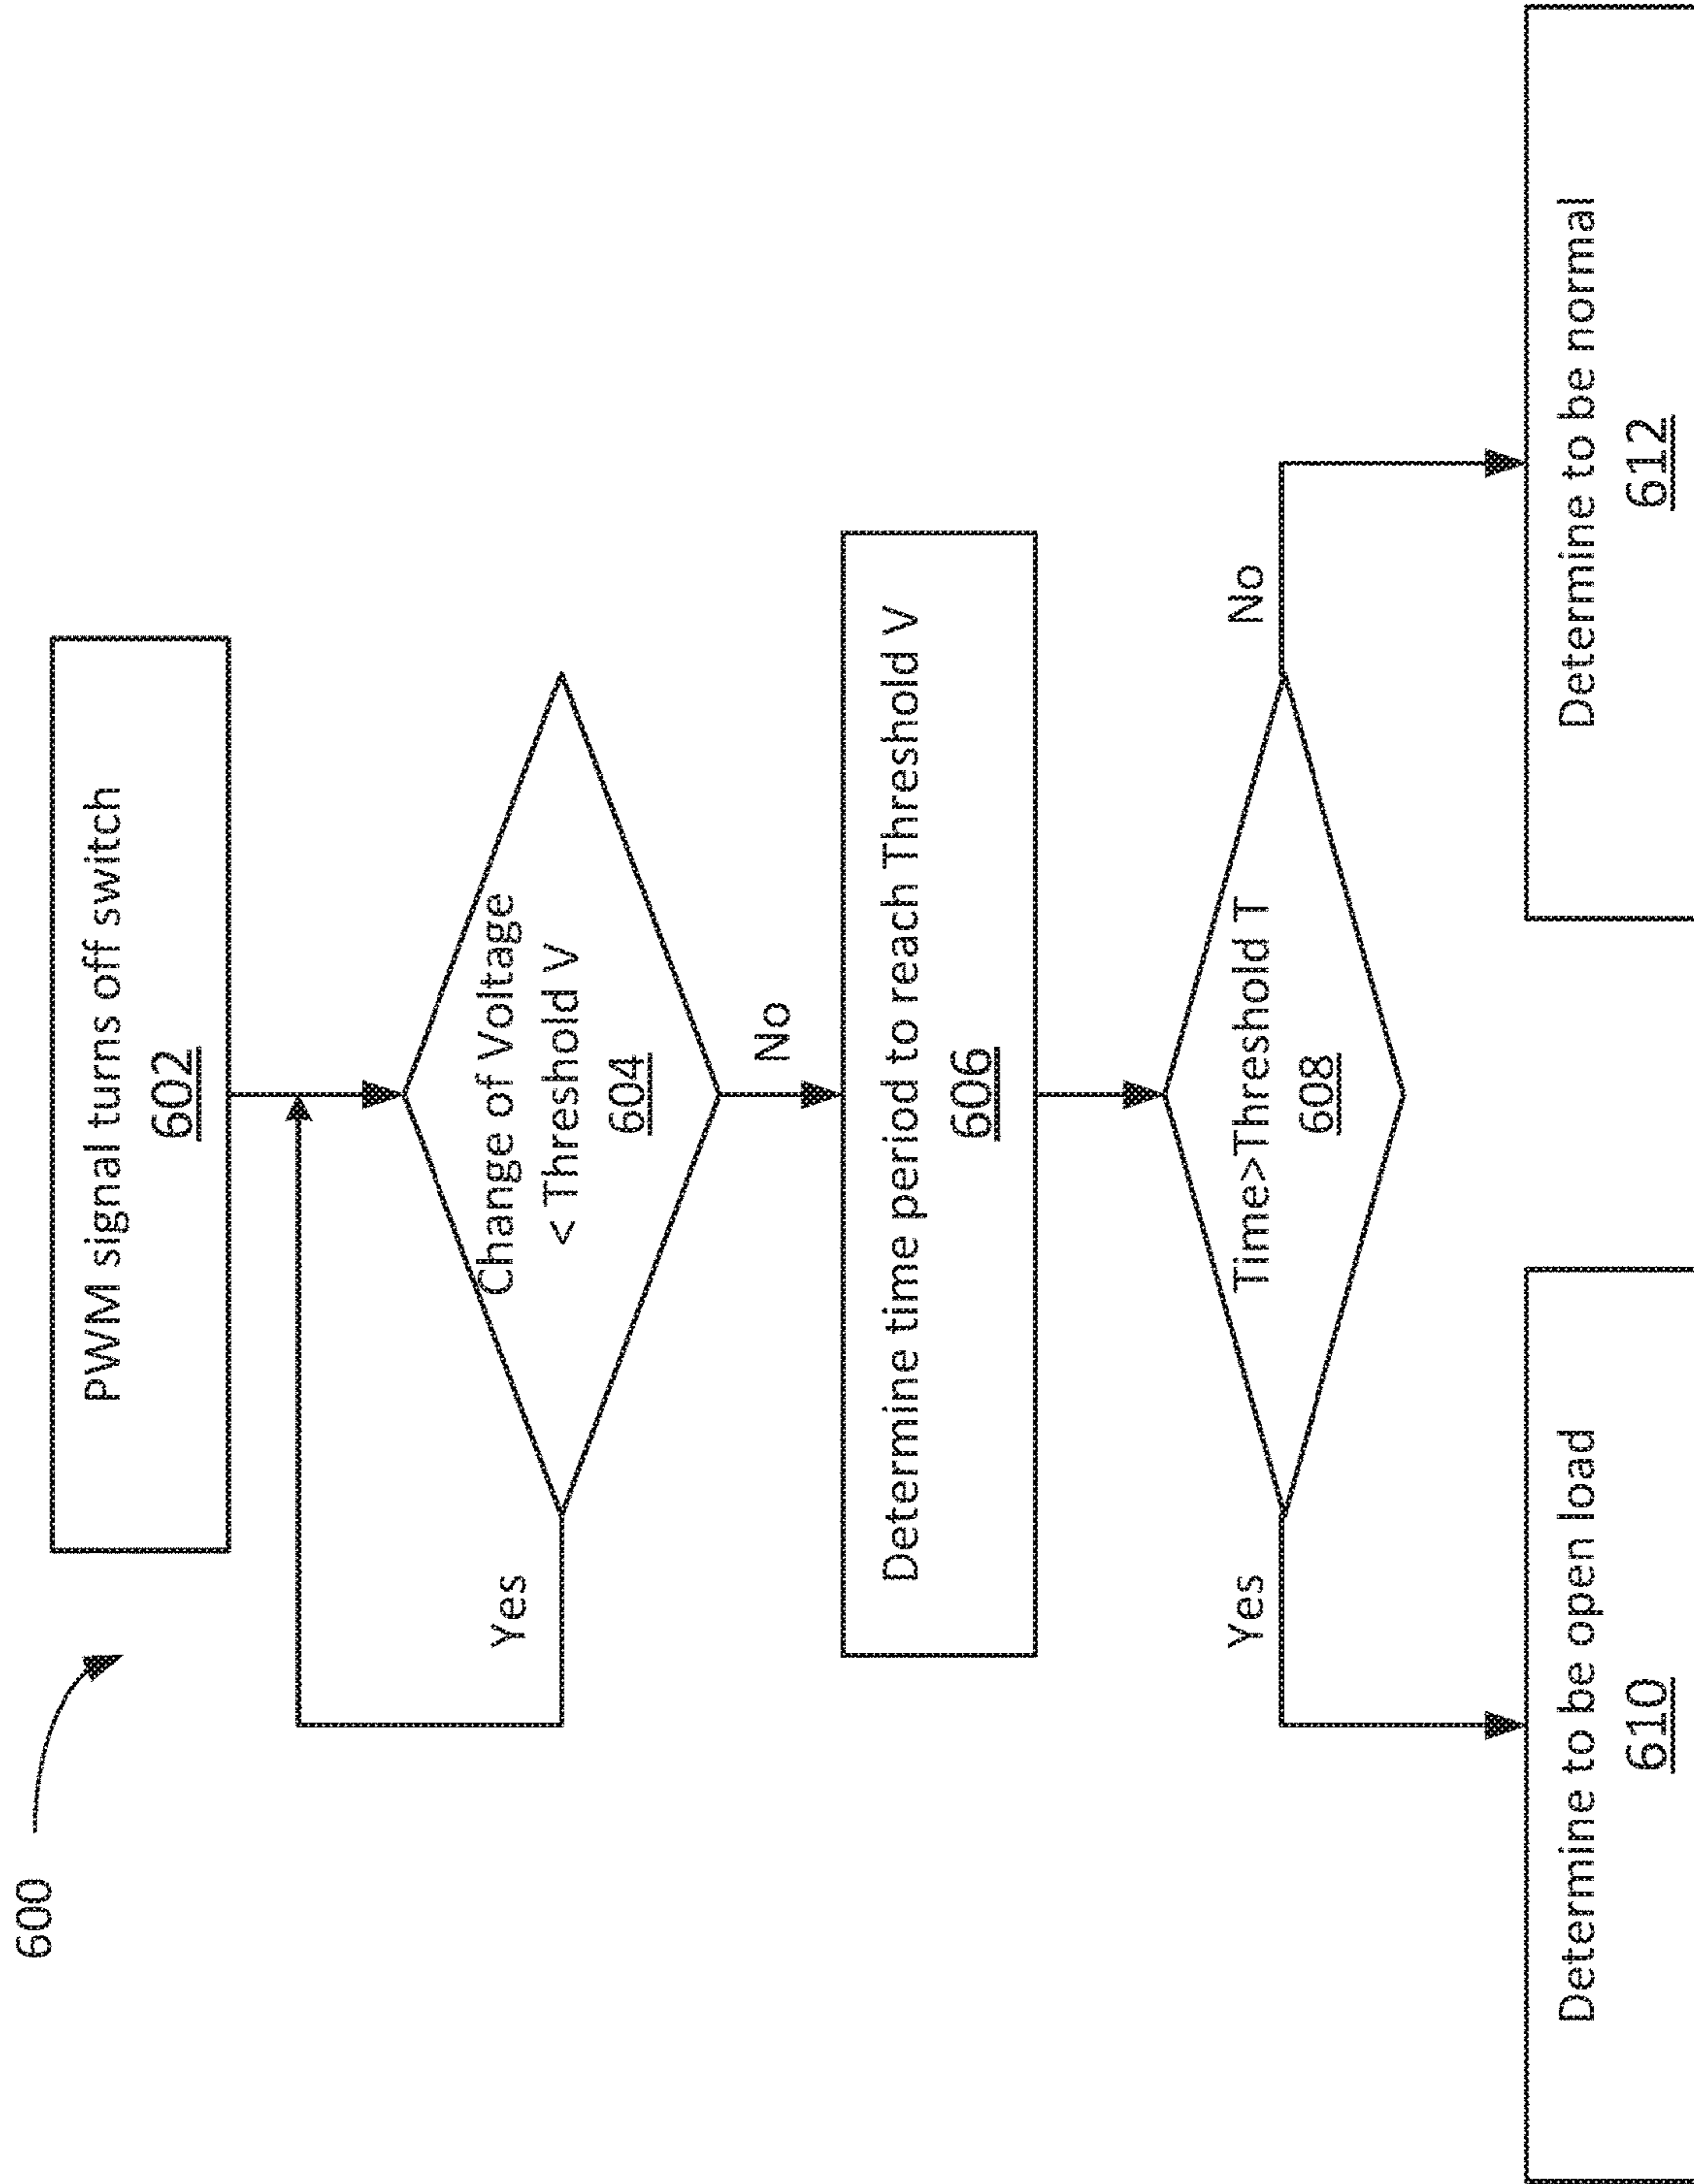 600
PWM signal turns off switch
602
Change of Voltage
< Threshold V
604
Yes
No
Determine time period to reach Threshold V
606
Time>Threshold T
608
Yes
No
Determine to be open load
610
Determine to be normal
612